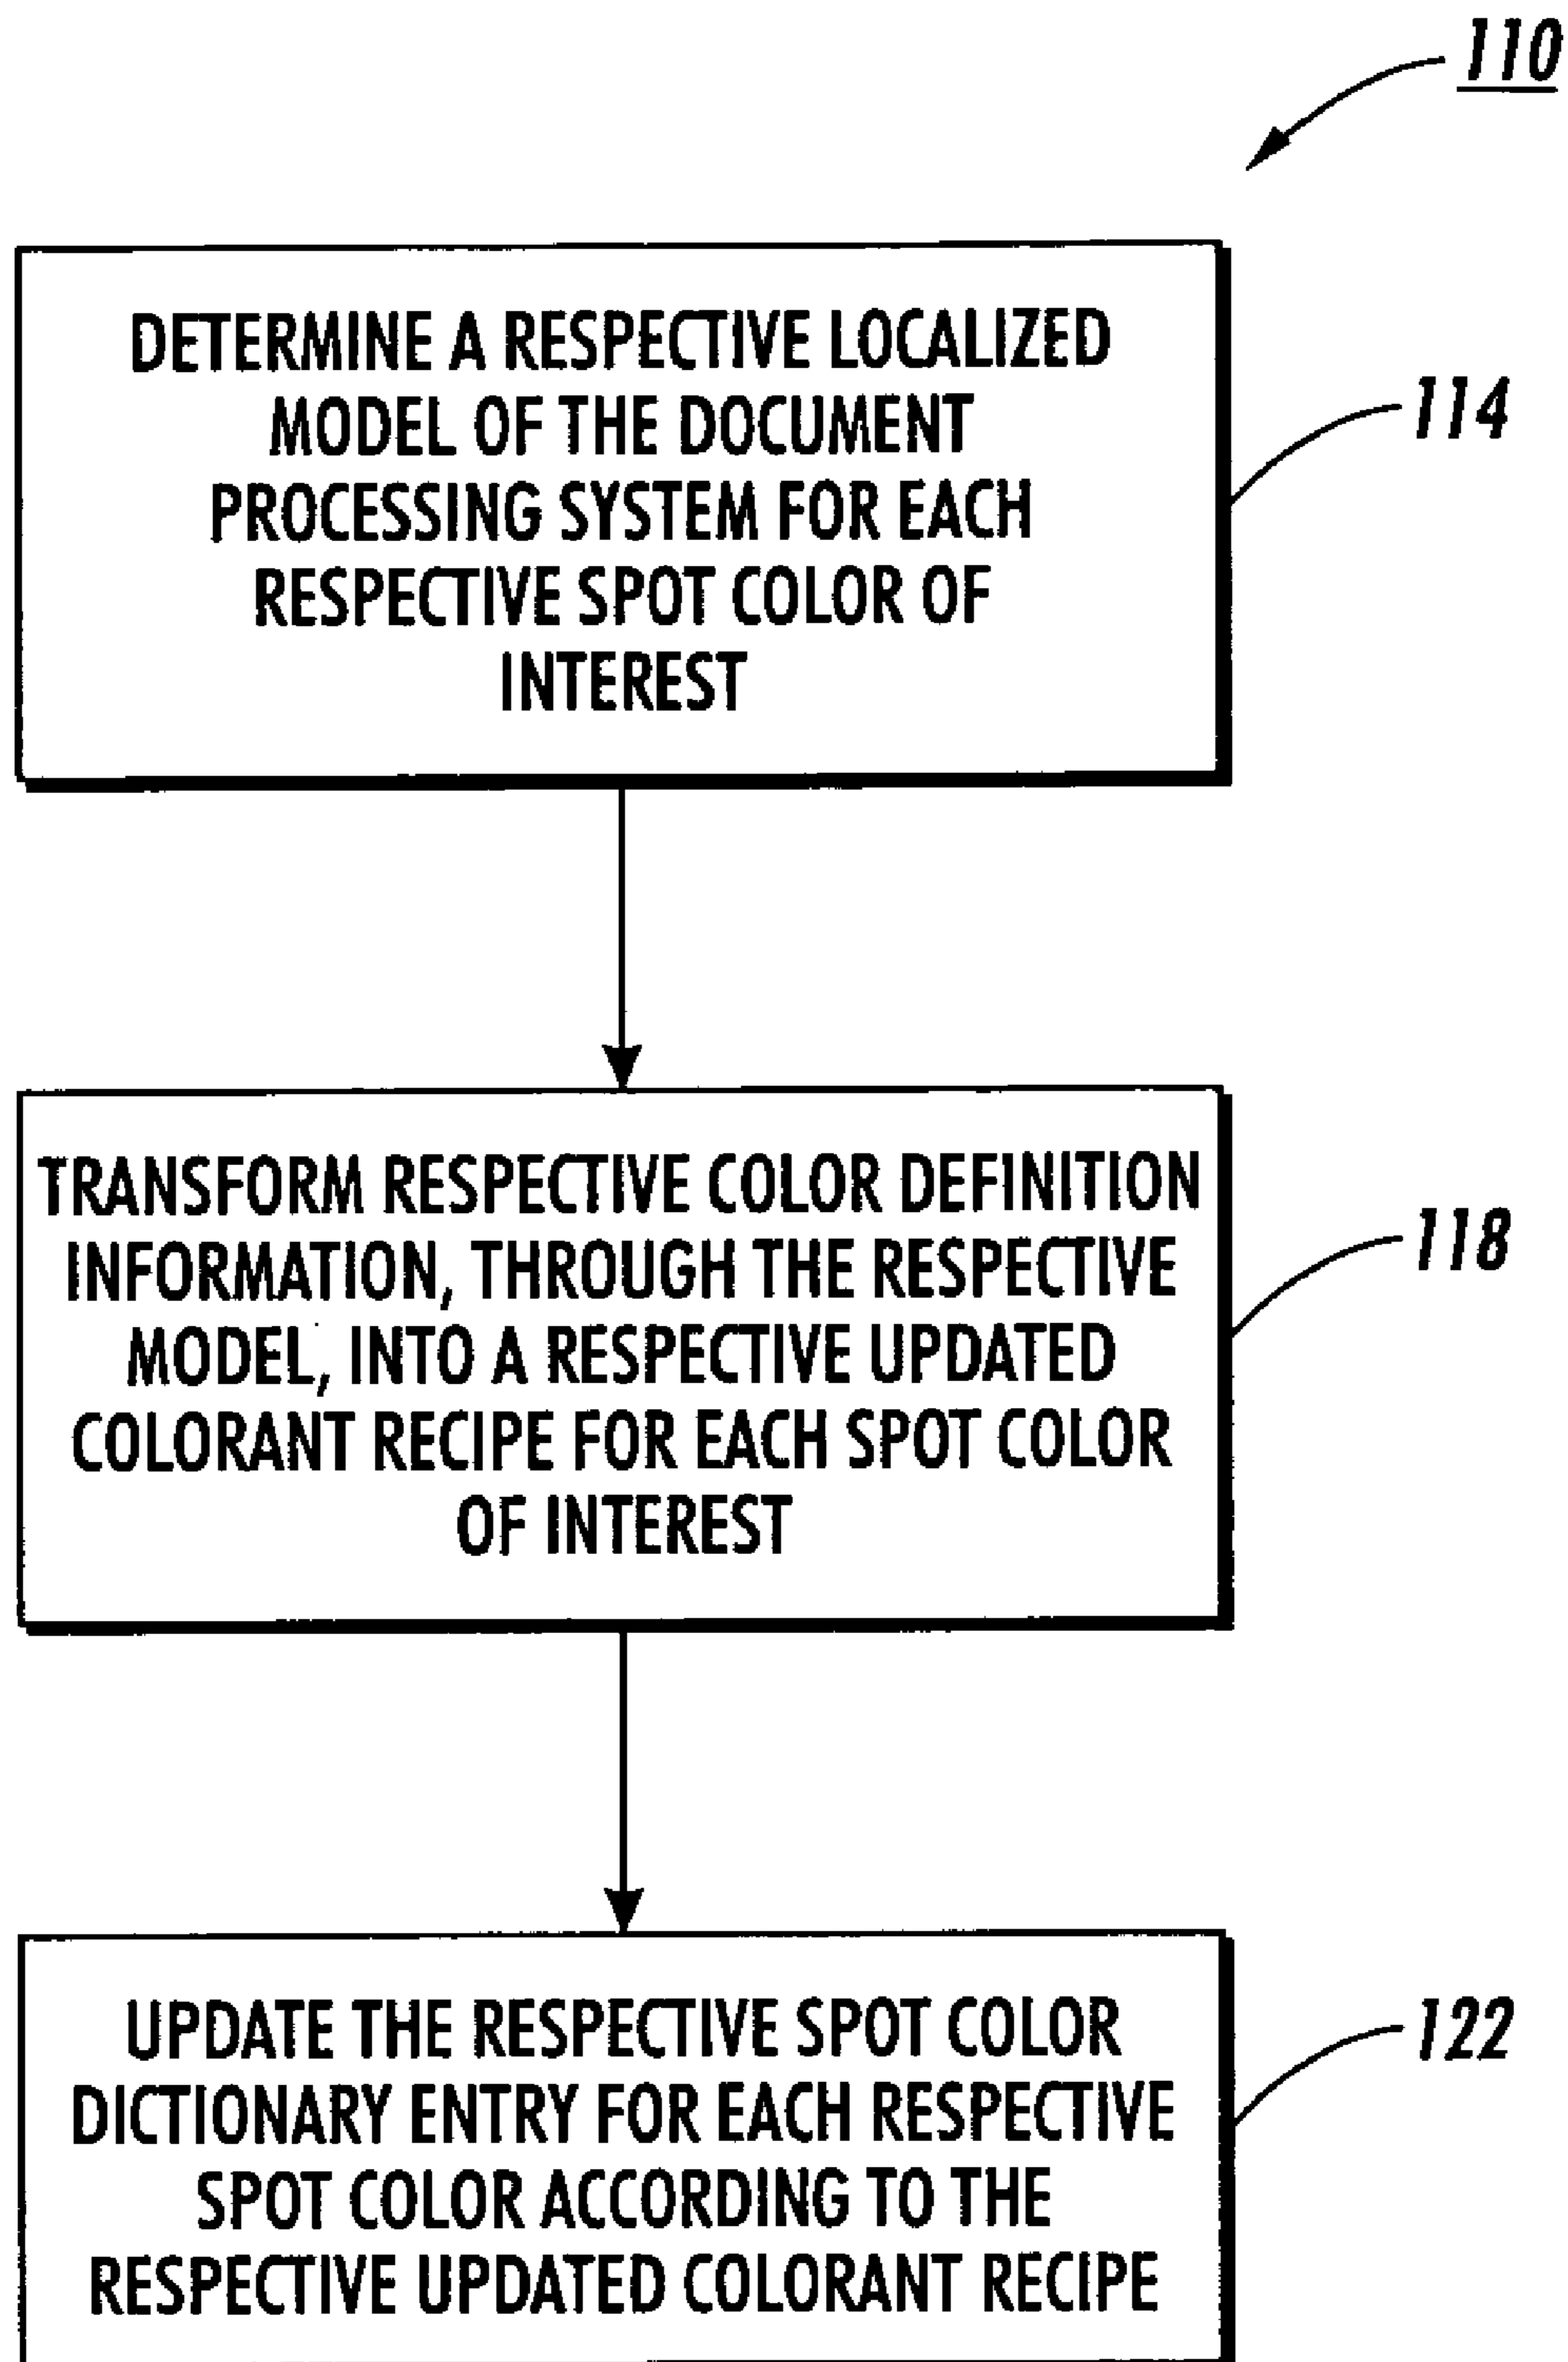 110
DETERMINE A RESPECTIVE LOCALIZED
MODEL OF THE DOCUMENT
PROCESSING SYSTEM FOR EACH
RESPECTIVE SPOT COLOR OF
INTEREST
114
TRANSFORM RESPECTIVE COLOR DEFINITION
INFORMATION, THROUGH THE RESPECTIVE
MODEL, INTO A RESPECTIVE UPDATED
COLORANT RECIPE FOR EACH SPOT COLOR
OF INTEREST
118
UPDATE THE RESPECTIVE SPOT COLOR
DICTIONARY ENTRY FOR EACH RESPECTIVE
SPOT COLOR ACCORDING TO THE
RESPECTIVE UPDATED COLORANT RECIPE
122